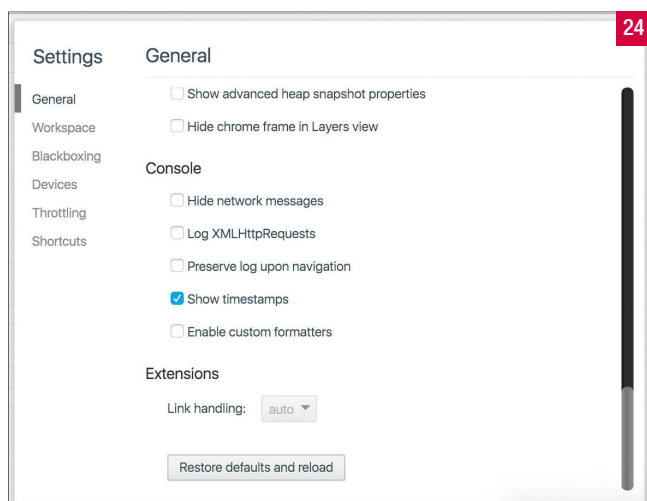 24
Settings
General
General
Workspace
Blackboxing
Devices
Throttling
Shortcuts
Show advanced heap snapshot properties
Hide chrome frame in Layers view
Console
Hide network messages
Log XMLHttpRequests
Preserve log upon navigation
Show timestamps
Enable custom formatters
Extensions
Link handling: auto
Restore defaults and reload